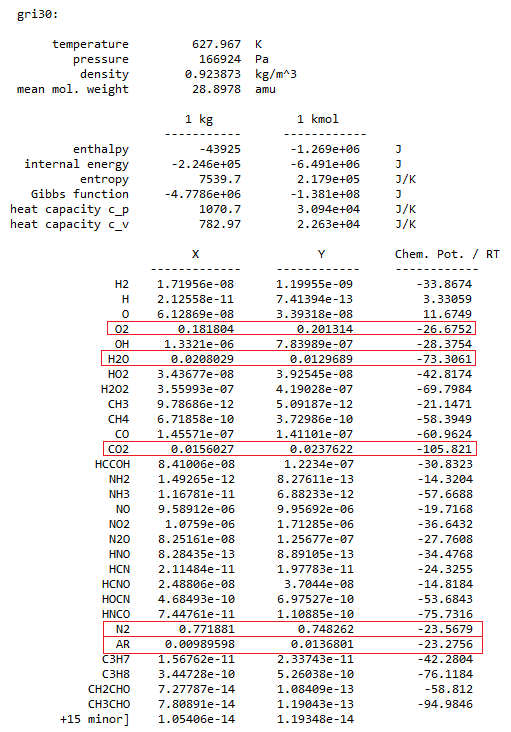 gri30:
temperature 627.967 K
pressure 166924 Pa
density 0.923873 kg/m^3
mean mol. weight 28.8978 amu
1 kg 1 kmol
----------- ------------
enthalpy -43925 -1.269e+06 J
internal energy -2.246e+05 -6.491e+06 J
entropy 7539.7 2.179e+05 J/K
Gibbs function -4.7786e+06 -1.381e+08 J
heat capacity c_p 1070.7 3.094e+04 J/K
heat capacity c_v 782.97 2.263e+04 J/K
X Y Chem. Pot. / RT
------------- ------------ ------------
H2 1.71956e-08 1.19955e-09 -33.8674
H 2.12558e-11 7.41394e-13 3.33059
O 6.12869e-08 3.39318e-08 11.6749
O2 0.181804 0.201314 -26.6752
OH 1.3321e-06 7.83989e-07 -28.3754
H2O 0.0208029 0.0129689 -73.3061
HO2 3.43677e-08 3.92545e-08 -42.8174
H2O2 3.55993e-07 4.19028e-07 -69.7984
CH3 9.78686e-12 5.09187e-12 -21.1471
CH4 6.71858e-10 3.72986e-10 -58.3949
CO 1.45571e-07 1.41101e-07 -60.9624
CO2 0.0156027 0.0237622 -105.821
HCCOH 8.41006e-08 1.2234e-07 -30.8323
NH2 1.49265e-12 8.27611e-13 -14.3204
NH3 1.16781e-11 6.88233e-12 -57.6688
NO 9.58912e-06 9.95692e-06 -19.7168
NO2 1.0759e-06 1.71285e-06 -36.6432
N2O 8.25161e-08 1.25677e-07 -27.7608
HNO 8.28435e-13 8.89105e-13 -34.4768
HCN 2.11484e-11 1.97783e-11 -24.3255
HCNO 2.48806e-08 3.7044e-08 -14.8184
HOCN 4.68493e-10 6.97527e-10 -53.6843
HNCO 7.44761e-11 1.10885e-10 -75.7316
N2 0.771881 0.748262 -23.5679
AR 0.00989598 0.0136801 -23.2756
C3H7 1.56762e-11 2.33743e-11 -42.2804
C3H8 3.44728e-10 5.26038e-10 -76.1184
CH2CHO 7.27787e-14 1.08409e-13 -58.812
CH3CHO 7.80891e-14 1.19043e-13 -94.9846
+15 minor] 1.05406e-14 1.19348e-14